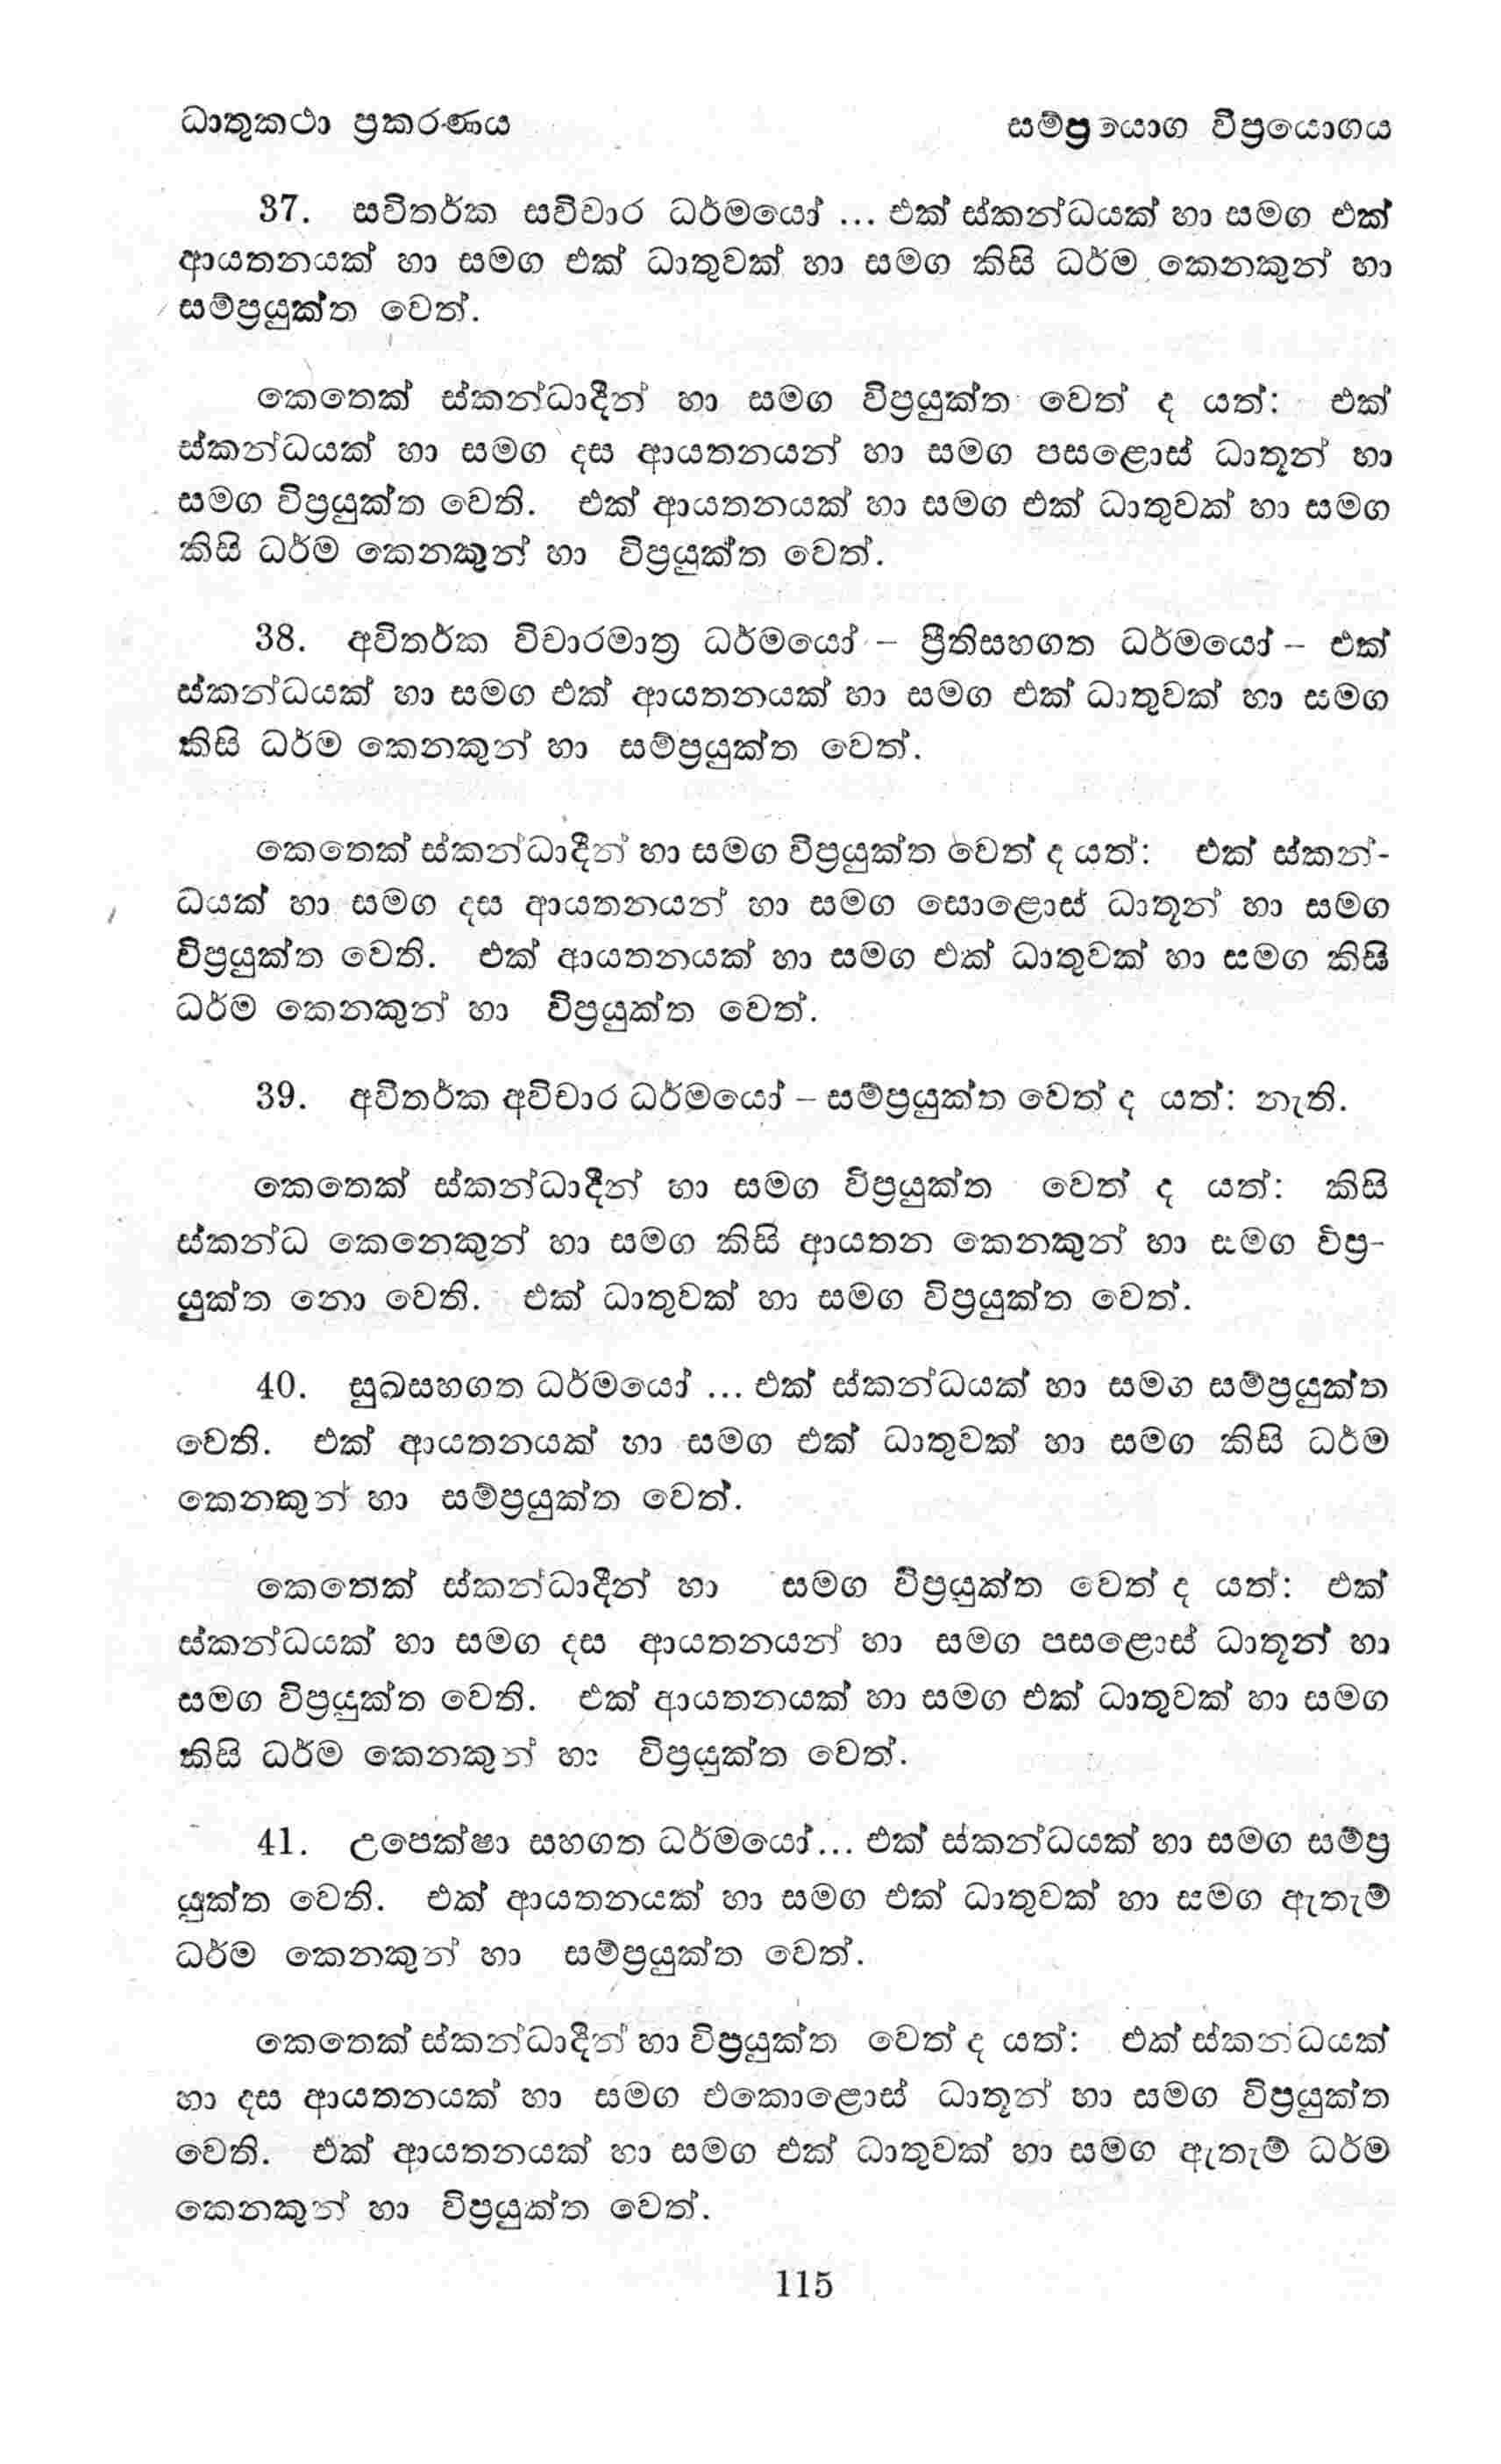 ධාතුකථා ප්‍රකරණය සම්ප්‍රයොග විප්‍රයොගය
37. සවිතර්ක සවිචාර ධර්මයෝ ... එක් ස්කන්ධයක් හා සමග එක්
ආයතනයක් හා සමග එක් ධාතුවක් හා සමග කිසි ධර්ම කෙනකුන් හා
සම්ප්‍රයුක්ත වෙත්.
කෙතෙක් ස්කන්ධාදීන් හා සමග විප්‍රයුක්ත වෙත් ද යත්: එක්
ස්කන්ධයක් හා සමග දස ආයතනයන් හා සමග පසළොස් ධාතූන් හා
සමග විප්‍රයුක්ත වෙති. එක් ආයතනයක් හා සමග එක් ධාතුවක් හා සමග
කිසි ධර්ම කෙනකුන් හා විප්‍රයුක්ත වෙත්.
38. අවිතර්ක විචාරමාත්‍ර ධර්මයෝ – ප්‍රීතිසහගත ධර්මයෝ – එක්
ස්කන්ධයක් හා සමග එක් ආයතනයක් හා සමග එක් ධාතුවක් හා සමග
කිසි ධර්ම කෙනකුන් හා සම්ප්‍රයුක්ත වෙත්.
කෙතෙක් ස්කන්ධාදීන් හා සමග විප්‍රයුක්ත වෙත් ද යත්: එක් ස්කන්-
ධයක් හා සමග දස ආයතනයන් හා සමග සොළොස් ධාතූන් හා සමග
විප්‍රයුක්ත වෙති. එක් ආයතනයක් හා සමග එක් ධාතුවක් හා සමග කිසි
ධර්ම කෙනකුන් හා විප්‍රයුක්ත වෙත්.
39. අවිතර්ක අවිචාර ධර්මයෝ – සම්ප්‍රයුක්ත වෙත් ද යත්: නැති.
කෙතෙක් ස්කන්ධාදීන් හා සමග විප්‍රයුක්ත වෙත් ද යත්: කිසි
ස්කන්ධ කෙනෙකුන් හා සමග කිසි ආයතන කෙනකුන් හා සමග විප්‍ර-
යුක්ත නො වෙති. එක් ධාතුවක් හා සමග විප්‍රයුක්ත වෙත්.
40. සුඛසහගත ධර්මයෝ ... එක් ස්කන්ධයක් හා සමග සම්ප්‍රයුක්ත
වෙති. එක් ආයතනයක් හා සමග එක් ධාතුවක් හා සමග කිසි ධර්ම
කෙනකුන් හා සම්ප්‍රයුක්ත වෙත්.
කෙතෙක් ස්කන්ධාදීන් හා සමග විප්‍රයුක්ත වෙත් ද යත්: එක්
ස්කන්ධයක් හා සමග දස ආයතනයන් හා සමග පසළොස් ධාතූන් හා
සමග විප්‍රයුක්ත වෙති. එක් ආයතනයක් හා සමග එක් ධාතුවක් හා සමග
කිසි ධර්ම කෙනකුන් හා විප්‍රයුක්ත වෙත්.
41. උපෙක්ෂා සහගත ධර්මයෝ... එක් ස්කන්ධයක් හා සමග සම්ප්‍ර
යුක්ත වෙති. එක් ආයතනයක් හා සමග එක් ධාතුවක් හා සමග ඇතැම්
ධර්ම කෙනකුන් හා සම්ප්‍රයුක්ත වෙත්.
කෙතෙක් ස්කන්ධාදීන් හා විප්‍රයුක්ත වෙත් ද යත්: එක් ස්කන්ධයක්
හා දස ආයතනයක් හා සමග එකොළොස් ධාතූන් හා සමග විප්‍රයුක්ත
වෙති. එක් ආයතනයක් හා සමග එක් ධාතුවක් හා සමග ඇතැම් ධර්ම
කෙනකුන් හා විප්‍රයුක්ත වෙත්.
115